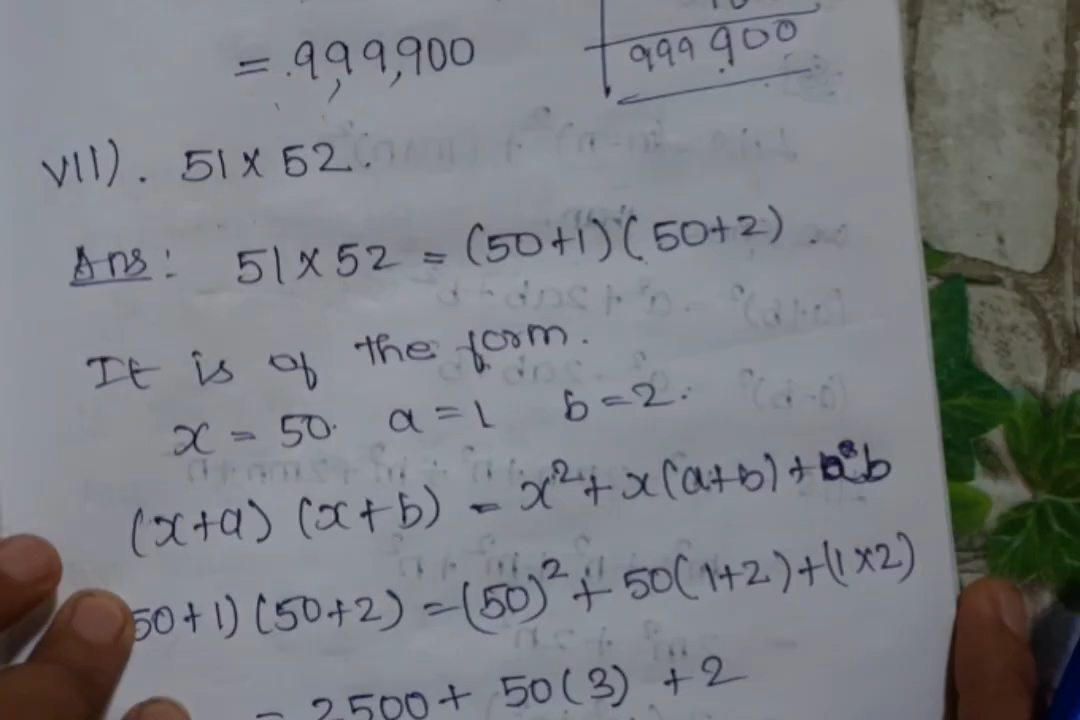 = 999,900
999900
VII). 51 x 52.
Ans: 51 x 52 = (50+1)(50+2).
It is of the form.
x = 50. a = 1 b = 2.
(x+a) (x+b) = x²+x(a+b)+ab
50+1) (50+2) = (50)² + 50(1+2)+(1x2)
= 2500+ 50(3) +2